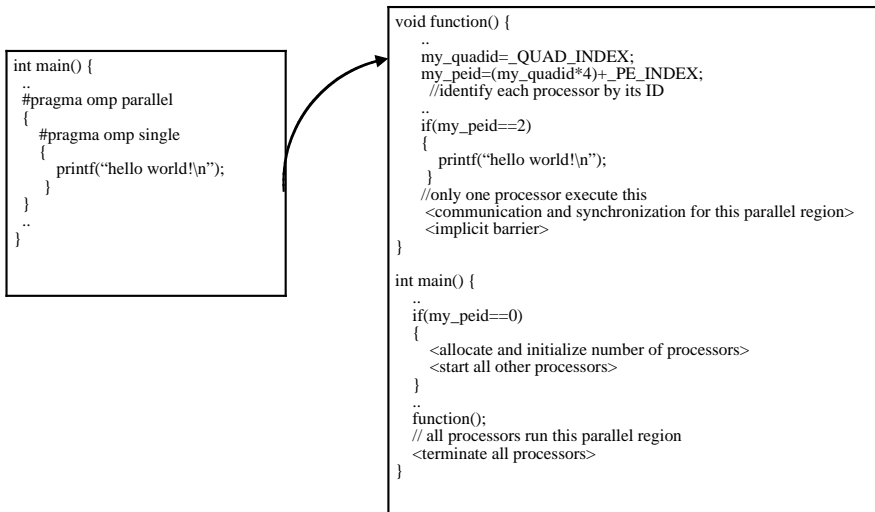 int main() {
..
#pragma omp parallel
{
#pragma omp single
{
printf(“hello world!\n”);
}
}
..
}
void function() {
..
my_quadid=_QUAD_INDEX;
my_peid=(my_quadid*4)+_PE_INDEX;
//identify each processor by its ID
..
if(my_peid==2)
{
printf(“hello world!\n”);
}
//only one processor execute this
<communication and synchronization for this parallel region>
<implicit barrier>
}
int main() {
..
if(my_peid==0)
{
<allocate and initialize number of processors>
<start all other processors>
}
..
function();
// all processors run this parallel region
<terminate all processors>
}